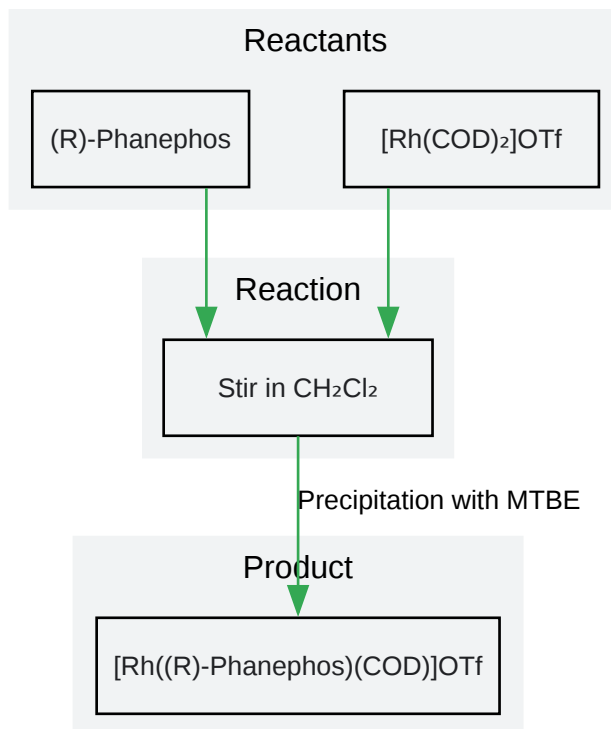 Reactants
(R)-Phanephos
[Rh(COD)₂]OTf
Reaction
Stir in CH₂Cl₂
Precipitation with MTBE
Product
[Rh((R)-Phanephos)(COD)]OTf